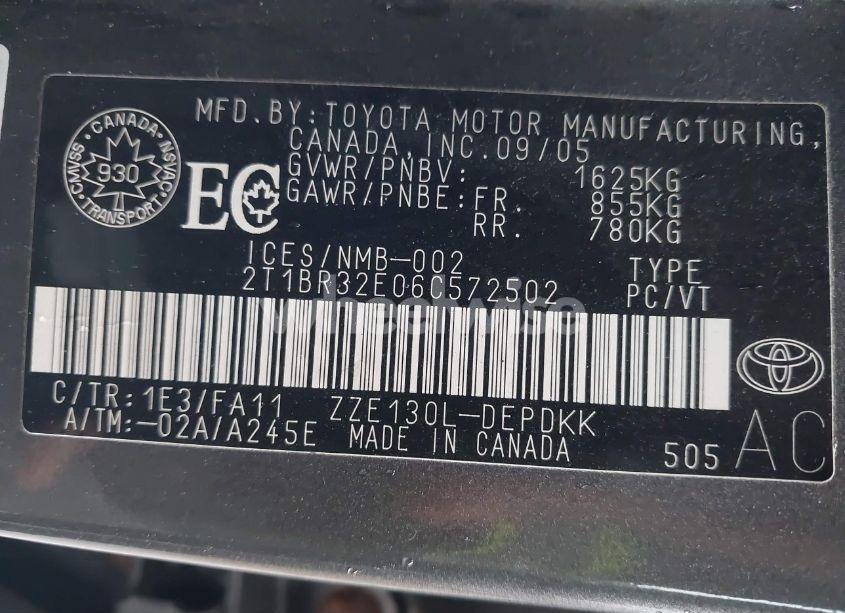 MFD. BY: TOYOTA MOTOR MANUFACTURING,
CANADA, INC. 09/05
GVWR/PNBV: 1625KG
GAWR/PNBE: FR. 855KG
RR. 780KG
CANADA
CMVSS NSVAC
930
TRANSPORT
EC
ICES/NMB-002 TYPE
2T1BR32E06C572502 PC/VT
wheelwise
C/TR: 1E3/FA11 ZZE130L-DEPDKK
A/TM: -02A/A245E MADE IN CANADA 505 AC